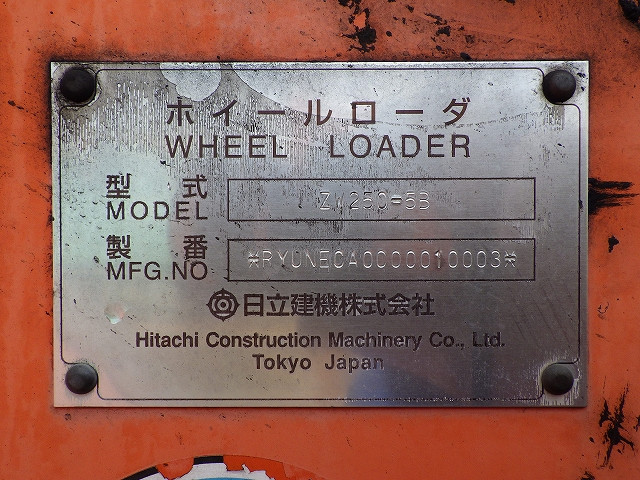 ホイールローダ
WHEEL LOADER
型式
MODEL ZW250-5B
製番
MFG.NO *RYUNECA0000010003*
日立建機株式会社
Hitachi Construction Machinery Co., Ltd.
Tokyo Japan